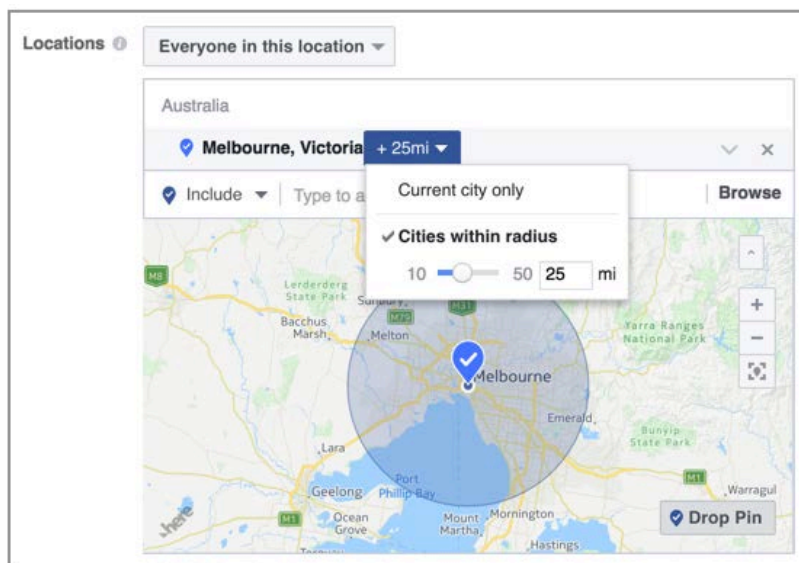 Locations
Everyone in this location
Australia
Melbourne, Victoria + 25mi
Include Type to a Browse
Current city only
Cities within radius
10 50 25 mi
M8
Lerderderg
State Park
Sunbury
M31
M79
Bacchus
Marsh
Melton
Yarra Ranges
National Park
Melbourne
Emerald
Bunyip
State Park
Lara
Geelong
Port
Phillip Bay
M1
Warragul
here
M1
Ocean
Grove
Mount
Martha
Mornington
Drop Pin
Hastings